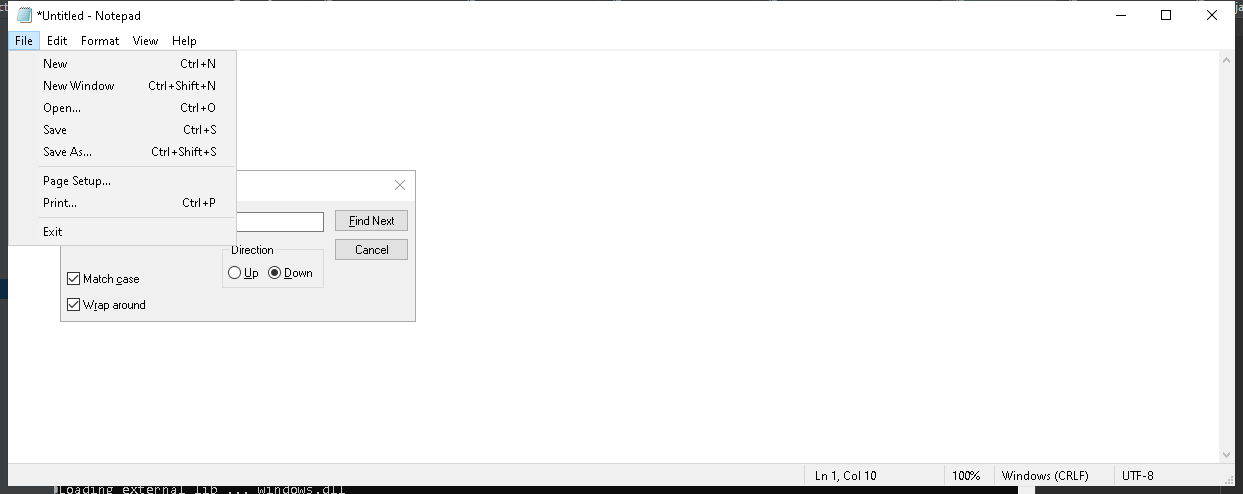 *Untitled - Notepad
File Edit Format View Help
New Ctrl+N
New Window Ctrl+Shift+N
Open... Ctrl+O
Save Ctrl+S
Save As... Ctrl+Shift+S
Page Setup...
Print... Ctrl+P
Exit
Find Next
Cancel
Direction
Up Down
Match case
Wrap around
Ln 1, Col 10 100% Windows (CRLF) UTF-8
Loading external lib ... windows.dll